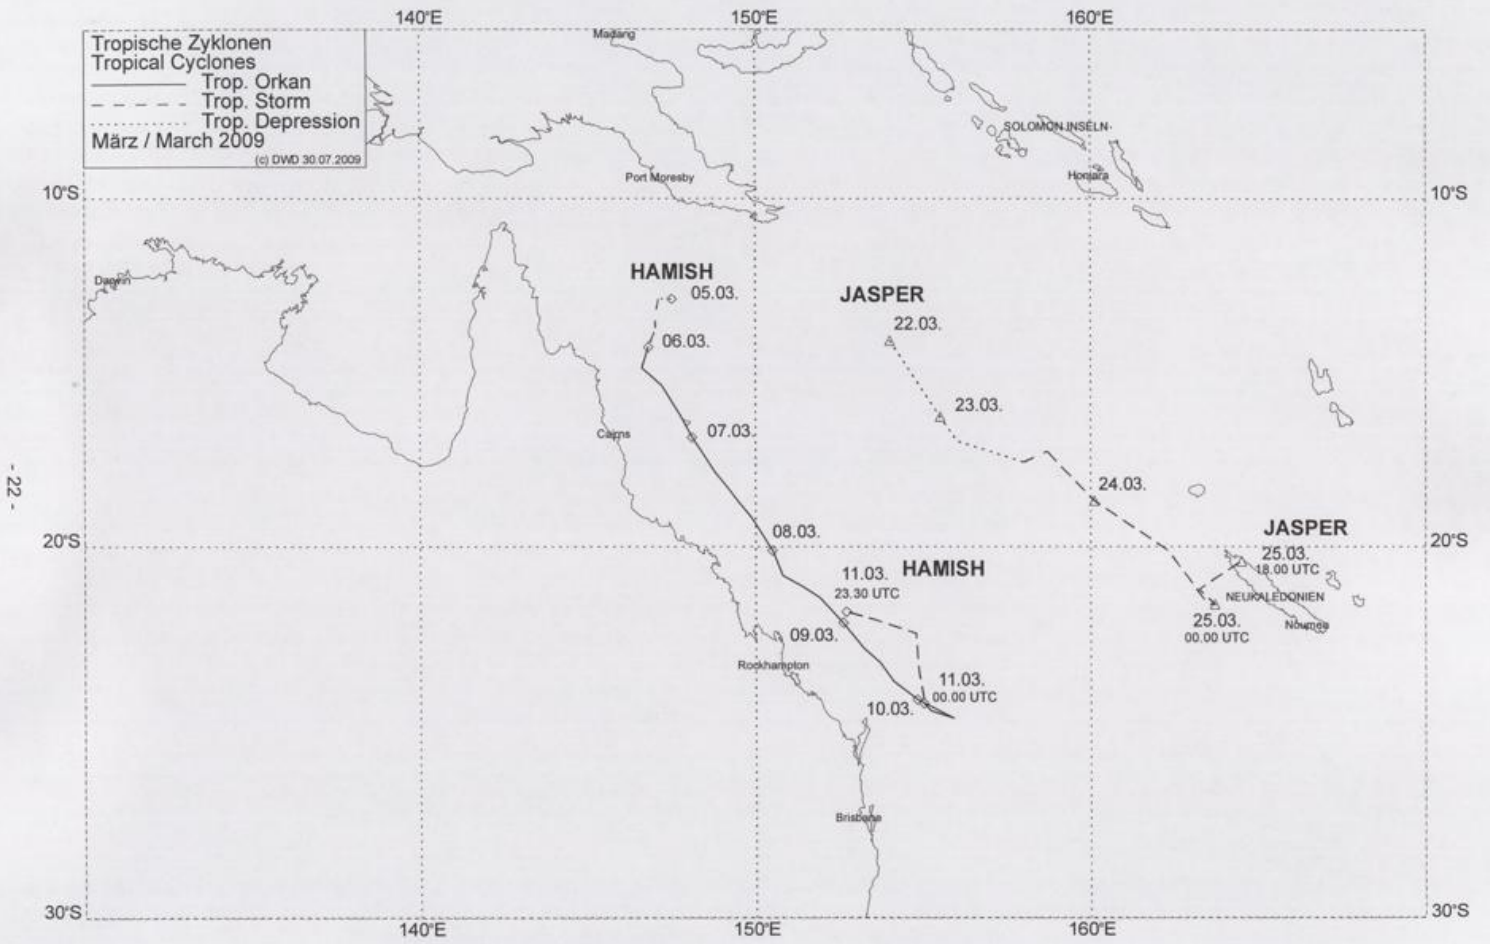 140°E
150°E
160°E
Tropische Zyklonen
Tropical Cyclones
Trop. Orkan
Trop. Storm
Trop. Depression
März / March 2009
(c) DWD 30.07.2009
Madang
SOLOMON INSELN
Port Moresby
Honiara
10°S
10°S
Darwin
HAMISH
05.03.
JASPER
22.03.
06.03.
23.03.
07.03.
Cairns
24.03.
- 22 -
08.03.
JASPER
20°S
20°S
25.03.
18.00 UTC
11.03.
23.30 UTC
HAMISH
NEUKALEDONIEN
25.03.
00.00 UTC
Noumea
09.03.
Rockhampton
11.03.
00.00 UTC
10.03.
Brisbane
30°S
30°S
140°E
150°E
160°E